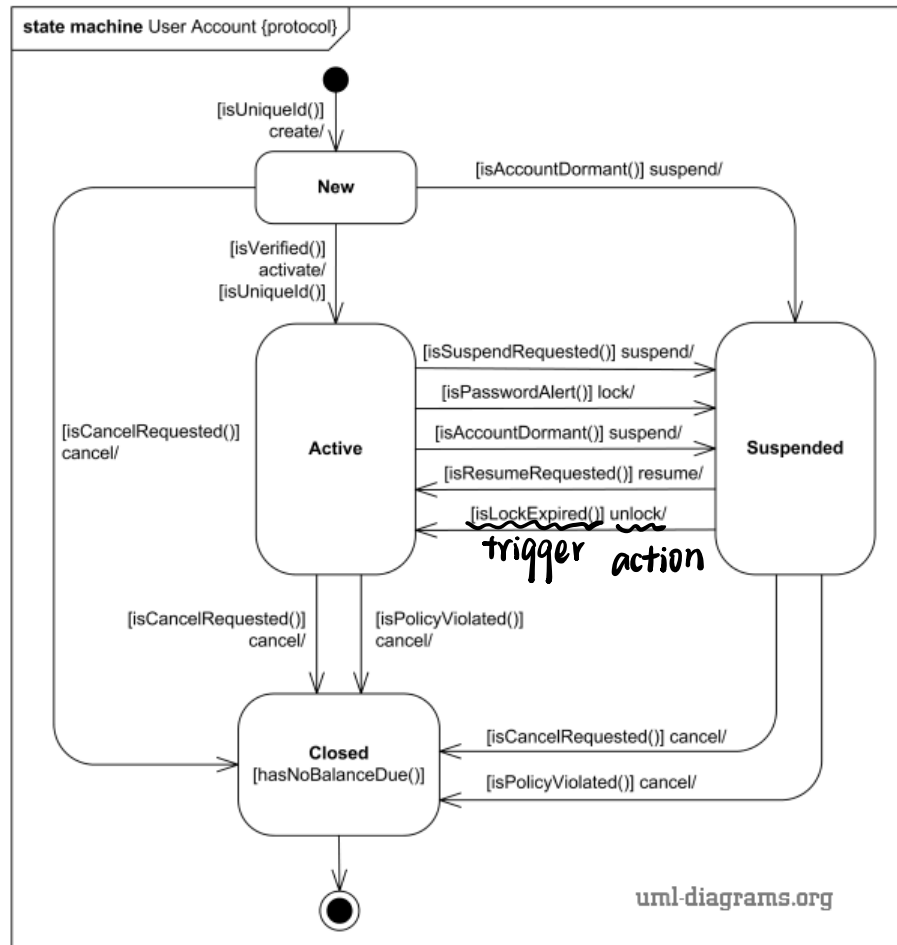 state machine User Account {protocol}
[isUniqueId()]
create/
New
[isAccountDormant()] suspend/
[isVerified()]
activate/
[isUniqueId()]
[isSuspendRequested()] suspend/
[isPasswordAlert()] lock/
[isCancelRequested()]
cancel/
[isAccountDormant()] suspend/
Active
Suspended
[isResumeRequested()] resume/
[isLockExpired()] unlock/
trigger action
[isCancelRequested()]
cancel/
[isPolicyViolated()]
cancel/
Closed
[hasNoBalanceDue()]
[isCancelRequested()] cancel/
[isPolicyViolated()] cancel/
uml-diagrams.org